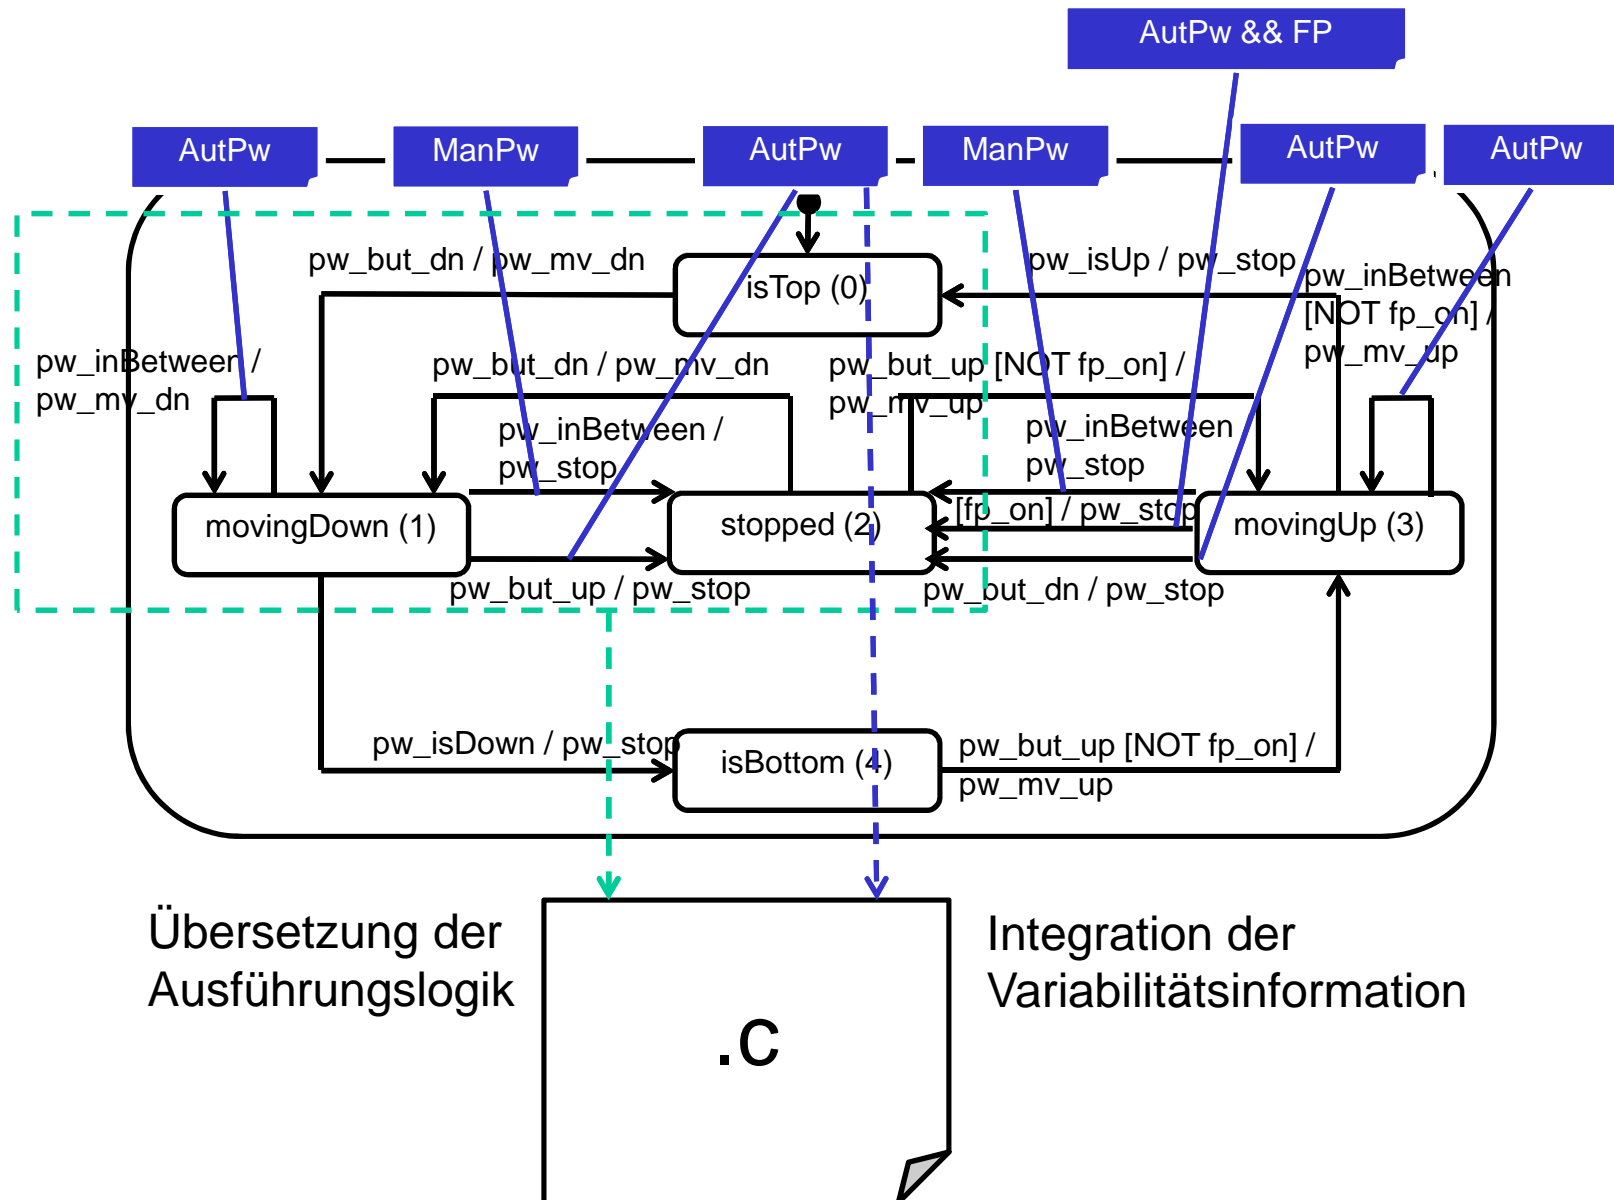 AutPw && FP
AutPw
ManPw
AutPw
ManPw
AutPw
AutPw
pw_but_dn / pw_mv_dn
isTop (0)
pw_isUp / pw_stop
pw_inBetween
[NOT fp_on] /
pw_mv_up
pw_inBetween /
pw_mv_dn
pw_but_dn / pw_mv_dn
pw_but_up [NOT fp_on] /
pw_mv_up
pw_inBetween /
pw_stop
pw_inBetween
pw_stop
movingDown (1)
stopped (2)
[fp_on] / pw_stop
movingUp (3)
pw_but_up / pw_stop
pw_but_dn / pw_stop
pw_isDown / pw_stop
isBottom (4)
pw_but_up [NOT fp_on] /
pw_mv_up
Übersetzung der
Ausführungslogik
Integration der
Variabilitätsinformation
.c